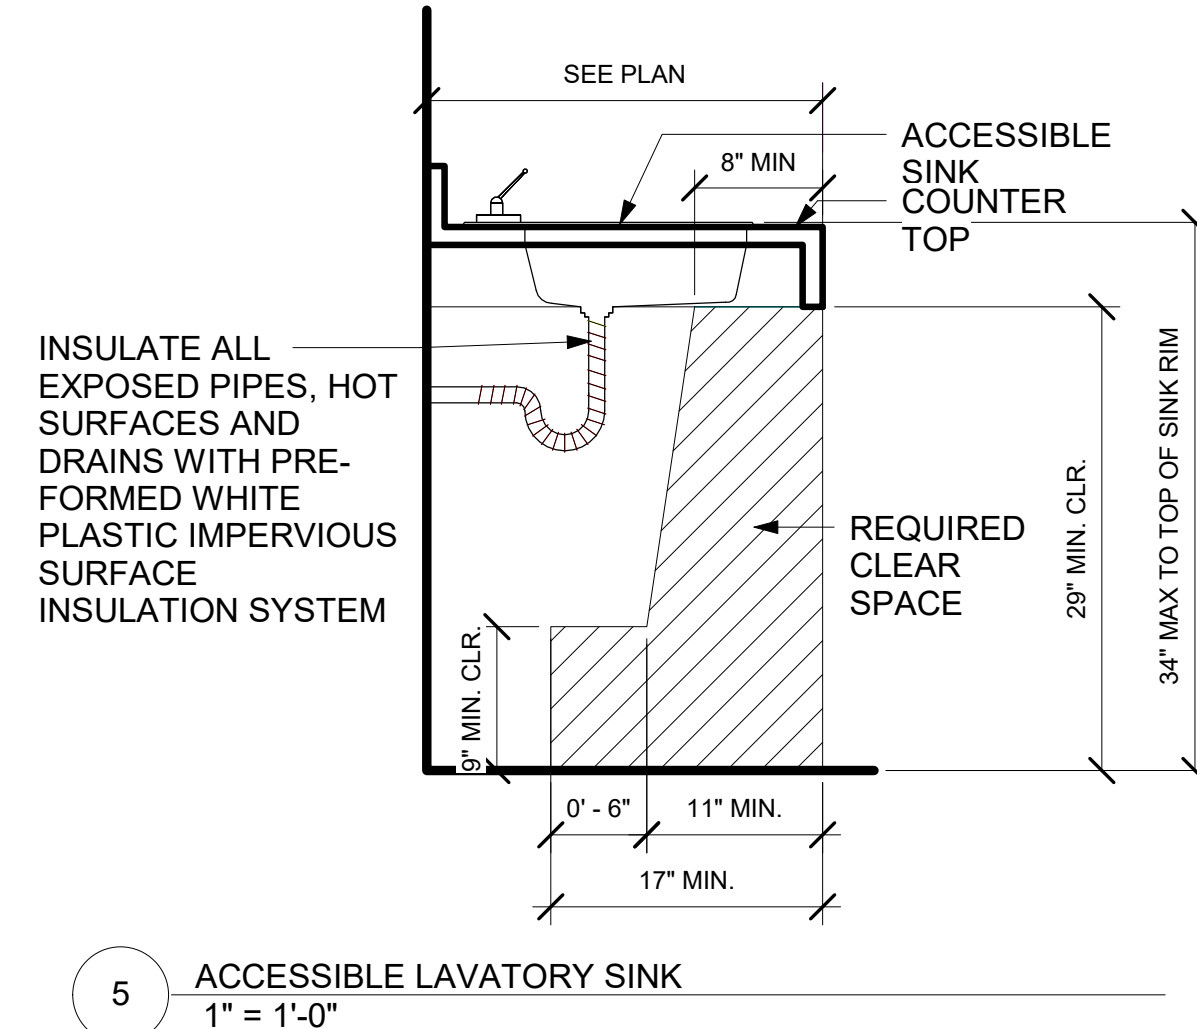 SEE PLAN
8" MIN
ACCESSIBLE
SINK
COUNTER
TOP
INSULATE ALL
EXPOSED PIPES, HOT
SURFACES AND
DRAINS WITH PRE-
FORMED WHITE
PLASTIC IMPERVIOUS
SURFACE
INSULATION SYSTEM
REQUIRED
CLEAR
SPACE
29" MIN. CLR.
34" MAX TO TOP OF SINK RIM
9" MIN. CLR.
0' - 6"
11" MIN.
17" MIN.
5
ACCESSIBLE LAVATORY SINK
1" = 1'-0"